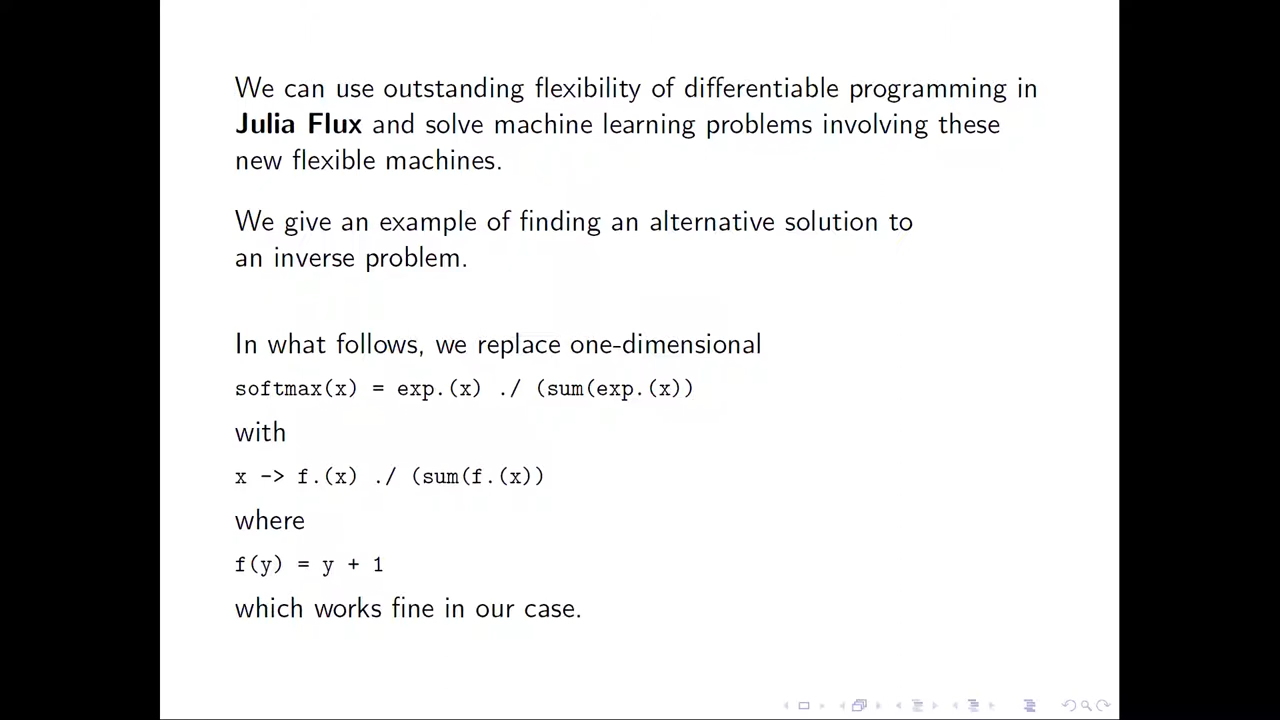 We can use outstanding flexibility of differentiable programming in
Julia Flux and solve machine learning problems involving these
new flexible machines.
We give an example of finding an alternative solution to
an inverse problem.
In what follows, we replace one-dimensional
softmax(x) = exp.(x) ./ (sum(exp.(x))
with
x -> f.(x) ./ (sum(f.(x))
where
f(y) = y + 1
which works fine in our case.